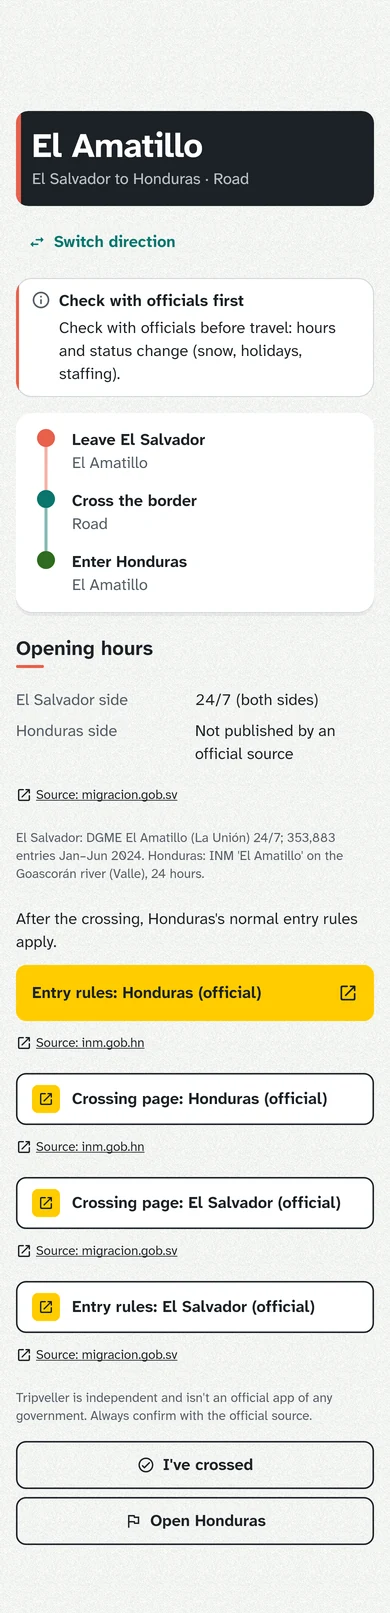 El Amatillo
El Salvador to Honduras · Road
Switch direction
Check with officials first
Check with officials before travel: hours
and status change (snow, holidays,
staffing).
Leave El Salvador
El Amatillo
Cross the border
Road
Enter Honduras
El Amatillo
Opening hours
El Salvador side 24/7 (both sides)
Honduras side Not published by an
official source
Source: migracion.gob.sv
El Salvador: DGME El Amatillo (La Unión) 24/7; 353,883
entries Jan–Jun 2024. Honduras: INM 'El Amatillo' on the
Goascorán river (Valle), 24 hours.
After the crossing, Honduras's normal entry rules
apply.
Entry rules: Honduras (official)
Source: inm.gob.hn
Crossing page: Honduras (official)
Source: inm.gob.hn
Crossing page: El Salvador (official)
Source: migracion.gob.sv
Entry rules: El Salvador (official)
Source: migracion.gob.sv
Tripveller is independent and isn't an official app of any
government. Always confirm with the official source.
I've crossed
Open Honduras